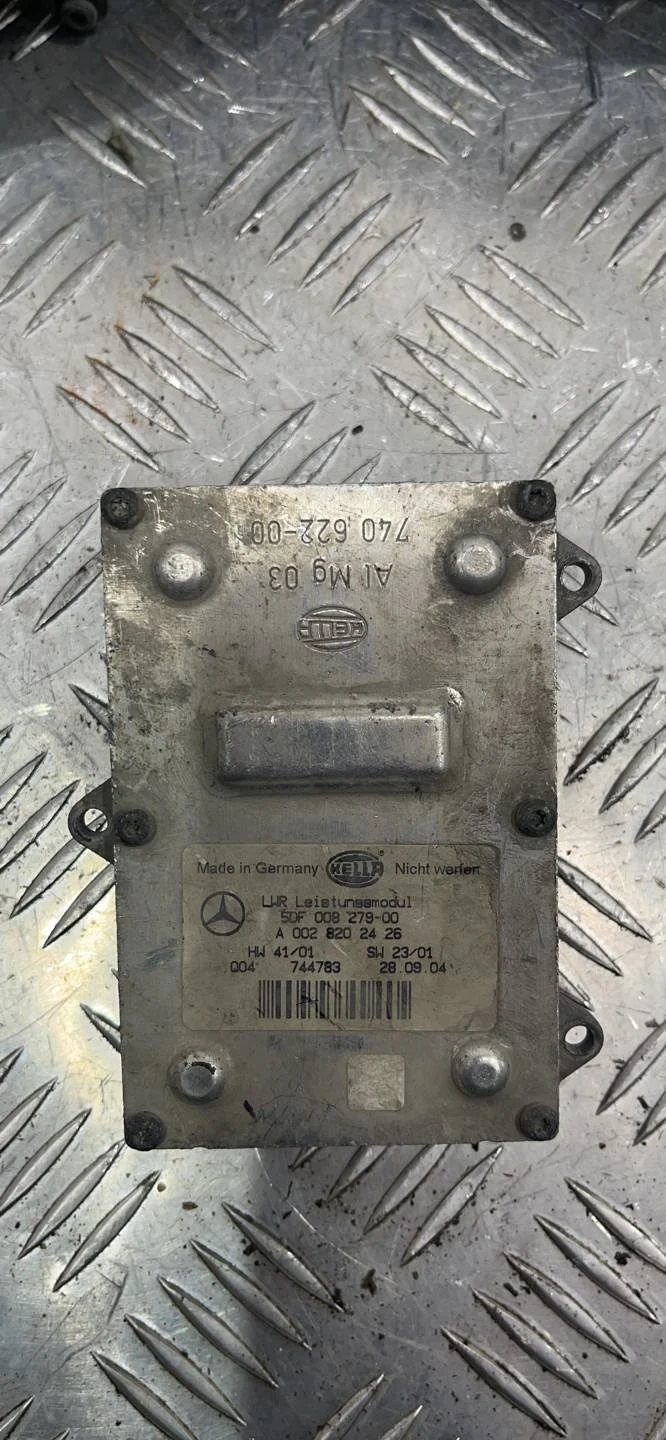 740 622-00
Al Mg 03
HELLA
Made in Germany HELLA Nicht werfen
LWR Leistungsmodul
5DF 008 279-00
A 002 820 24 26
HW 41/01 SW 23/01
Q04 744783 28.09.04